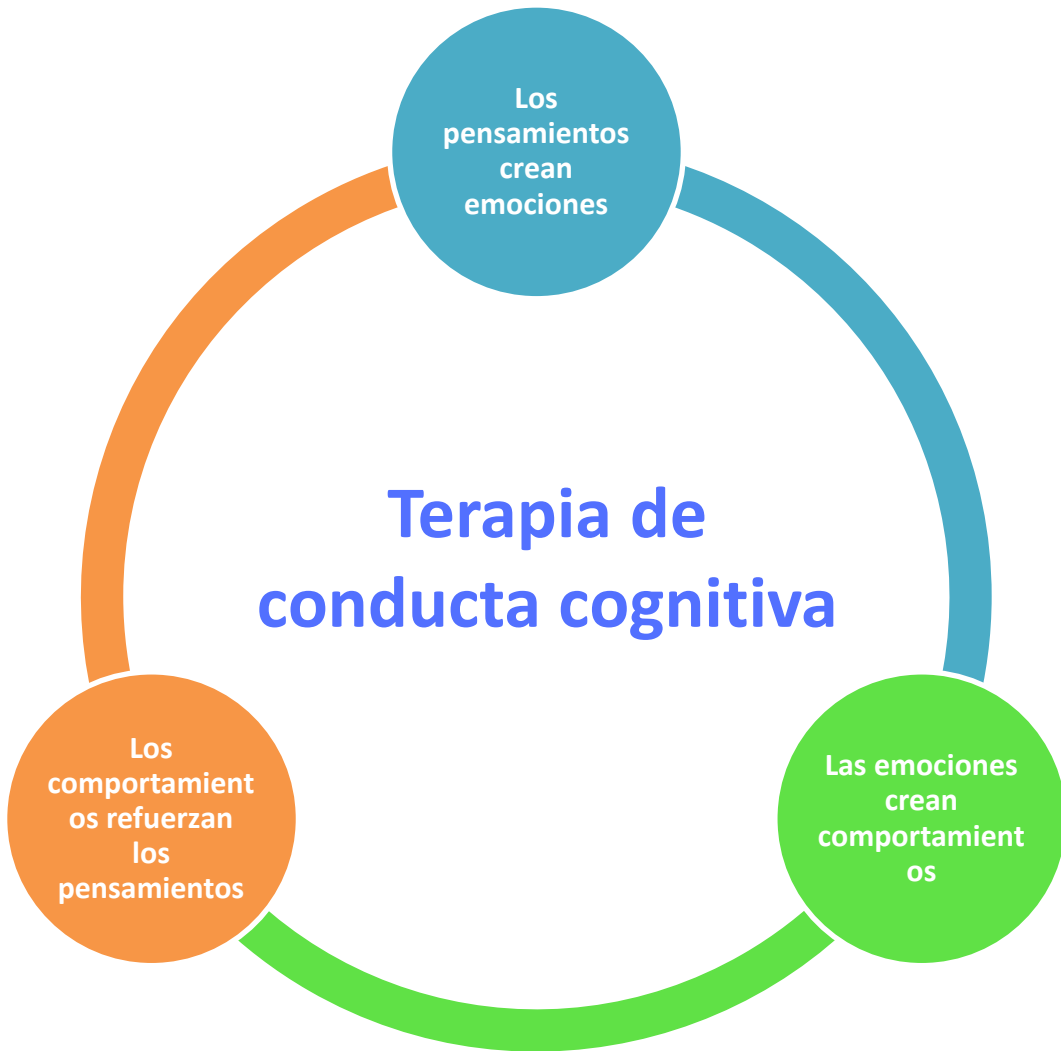 Los
pensamientos
crean
emociones
Terapia de
conducta cognitiva
Las emociones
crean
comportamient
os
Los
comportamient
os refuerzan
los
pensamientos